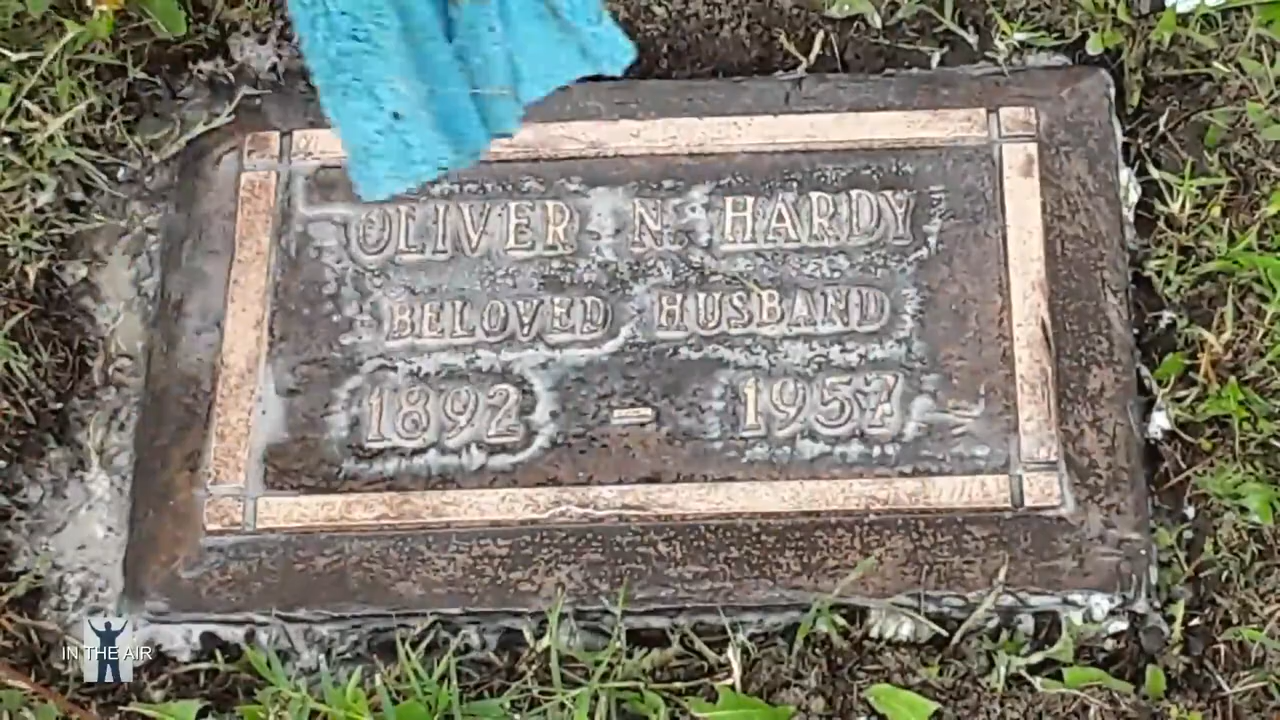 OLIVER N. HARDY
BELOVED HUSBAND
1892 – 1957
IN THE AIR